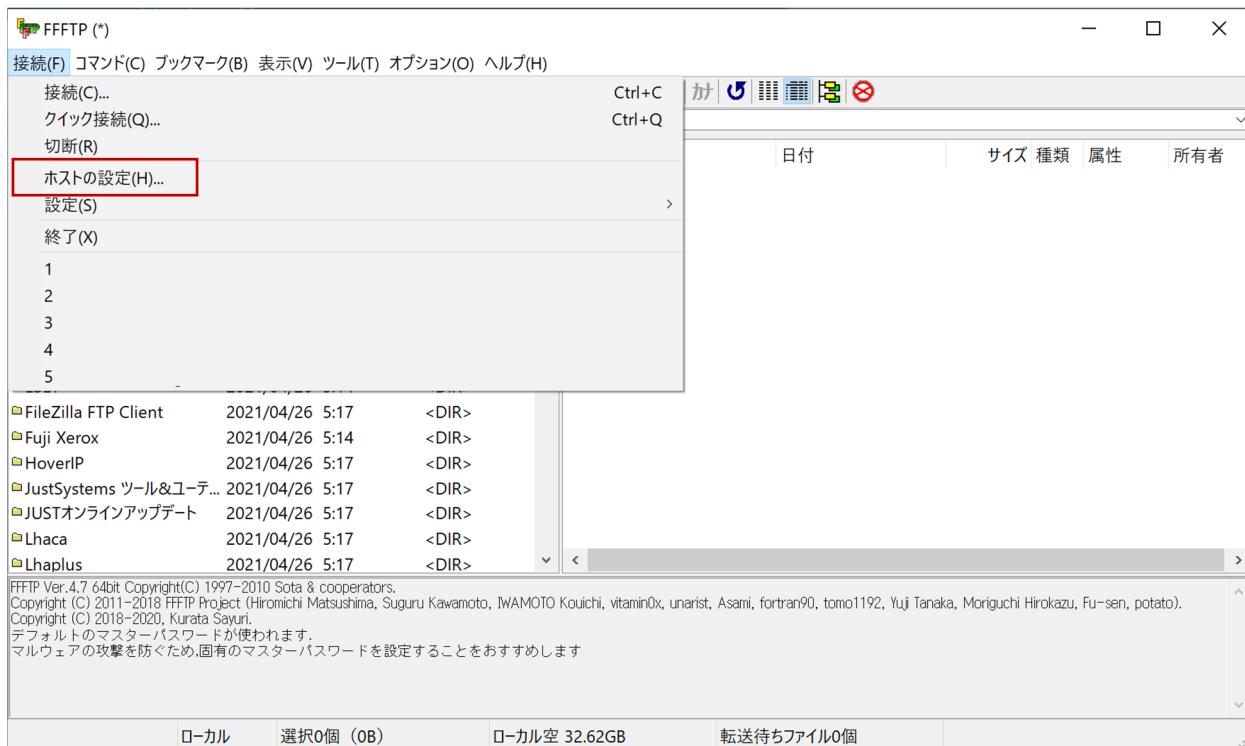 FFFTP (*)
接続(F) コマンド(C) ブックマーク(B) 表示(V) ツール(T) オプション(O) ヘルプ(H)
接続(C)... Ctrl+C
クイック接続(Q)... Ctrl+Q
切断(R)
ホストの設定(H)...
設定(S)
終了(X)
1
2
3
4
5
カナ
日付 サイズ 種類 属性 所有者
FileZilla FTP Client 2021/04/26 5:17 <DIR>
Fuji Xerox 2021/04/26 5:14 <DIR>
HoverIP 2021/04/26 5:17 <DIR>
JustSystems ツール&ユーテ... 2021/04/26 5:17 <DIR>
JUSTオンラインアップデート 2021/04/26 5:17 <DIR>
Lhaca 2021/04/26 5:17 <DIR>
Lhaplus 2021/04/26 5:17 <DIR>
FFFTP Ver.4.7 64bit Copyright(C) 1997-2010 Sota & cooperators.
Copyright (C) 2011-2018 FFFTP Project (Hiromichi Matsushima, Suguru Kawamoto, IWAMOTO Kouichi, vitamin0x, unarist, Asami, fortran90, tomo1192, Yuji Tanaka, Moriguchi Hirokazu, Fu-sen, potato).
Copyright (C) 2018-2020, Kurata Sayuri.
デフォルトのマスターパスワードが使われます.
マルウェアの攻撃を防ぐため,固有のマスターパスワードを設定することをおすすめします
ローカル 選択0個（0B） ローカル空 32.62GB 転送待ちファイル0個